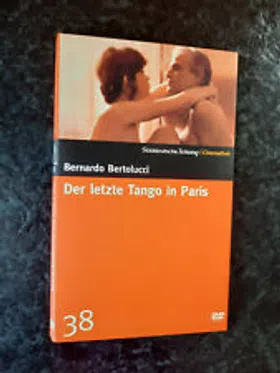 Süddeutsche Zeitung | Cinemathek
Bernardo Bertolucci
Der letzte Tango in Paris
38
DVD